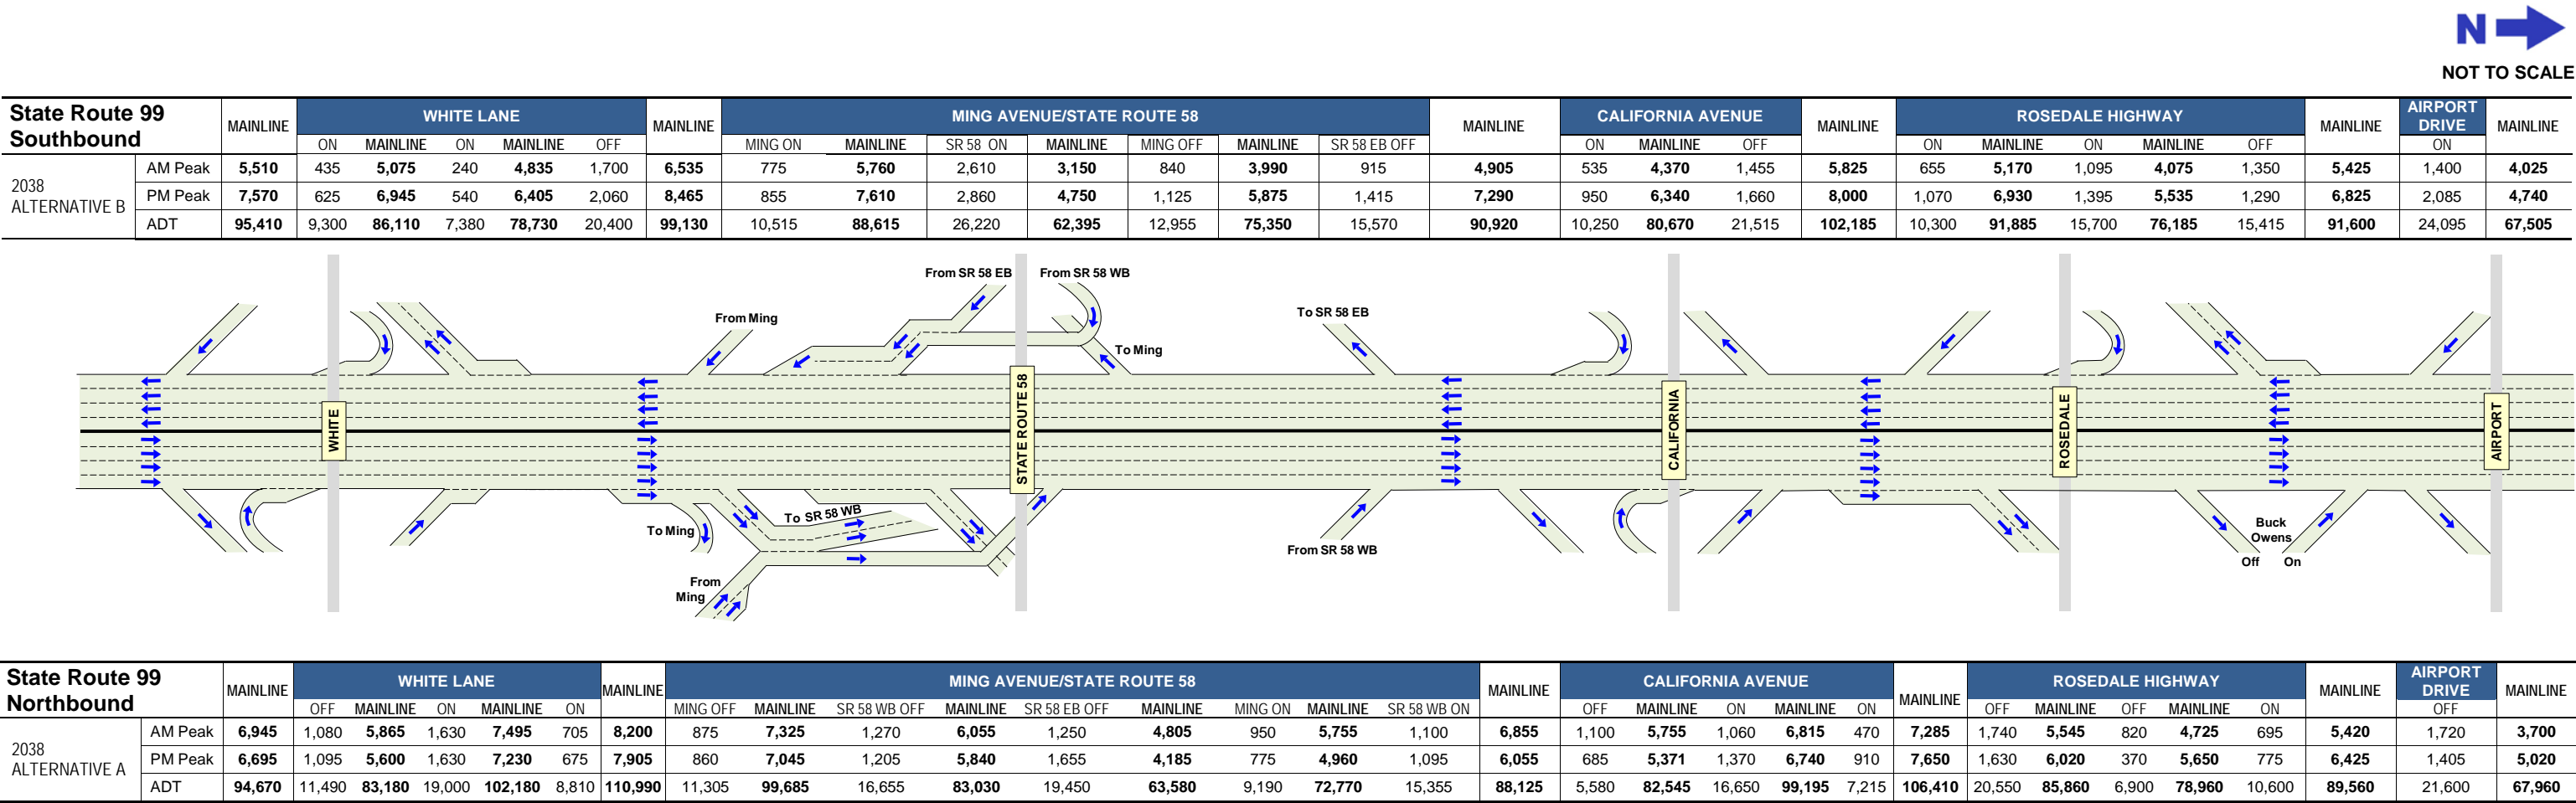 N
NOT TO SCALE
State Route 99
Southbound
MAINLINE WHITE LANE MAINLINE MING AVENUE/STATE ROUTE 58 MAINLINE CALIFORNIA AVENUE MAINLINE ROSEDALE HIGHWAY MAINLINE AIRPORT DRIVE MAINLINE
ON MAINLINE ON MAINLINE OFF MING ON MAINLINE SR 58 ON MAINLINE MING OFF MAINLINE SR 58 EB OFF ON MAINLINE OFF ON MAINLINE ON MAINLINE OFF ON
2038
ALTERNATIVE B
AM Peak 5,510 435 5,075 240 4,835 1,700 6,535 775 5,760 2,610 3,150 840 3,990 915 4,905 535 4,370 1,455 5,825 655 5,170 1,095 4,075 1,350 5,425 1,400 4,025
PM Peak 7,570 625 6,945 540 6,405 2,060 8,465 855 7,610 2,860 4,750 1,125 5,875 1,415 7,290 950 6,340 1,660 8,000 1,070 6,930 1,395 5,535 1,290 6,825 2,085 4,740
ADT 95,410 9,300 86,110 7,380 78,730 20,400 99,130 10,515 88,615 26,220 62,395 12,955 75,350 15,570 90,920 10,250 80,670 21,515 102,185 10,300 91,885 15,700 76,185 15,415 91,600 24,095 67,505
From SR 58 EB From SR 58 WB
From Ming
To SR 58 EB
To Ming
WHITE
STATE ROUTE 58
CALIFORNIA
ROSEDALE
AIRPORT
To Ming
To SR 58 WB
From SR 58 WB
From
Ming
Buck
Owens
Off On
State Route 99
Northbound
MAINLINE WHITE LANE MAINLINE MING AVENUE/STATE ROUTE 58 MAINLINE CALIFORNIA AVENUE MAINLINE ROSEDALE HIGHWAY MAINLINE AIRPORT DRIVE MAINLINE
OFF MAINLINE ON MAINLINE ON MING OFF MAINLINE SR 58 WB OFF MAINLINE SR 58 EB OFF MAINLINE MING ON MAINLINE SR 58 WB ON OFF MAINLINE ON MAINLINE ON OFF MAINLINE OFF MAINLINE ON OFF
2038
ALTERNATIVE A
AM Peak 6,945 1,080 5,865 1,630 7,495 705 8,200 875 7,325 1,270 6,055 1,250 4,805 950 5,755 1,100 6,855 1,100 5,755 1,060 6,815 470 7,285 1,740 5,545 820 4,725 695 5,420 1,720 3,700
PM Peak 6,695 1,095 5,600 1,630 7,230 675 7,905 860 7,045 1,205 5,840 1,655 4,185 775 4,960 1,095 6,055 685 5,371 1,370 6,740 910 7,650 1,630 6,020 370 5,650 775 6,425 1,405 5,020
ADT 94,670 11,490 83,180 19,000 102,180 8,810 110,990 11,305 99,685 16,655 83,030 19,450 63,580 9,190 72,770 15,355 88,125 5,580 82,545 16,650 99,195 7,215 106,410 20,550 85,860 6,900 78,960 10,600 89,560 21,600 67,960